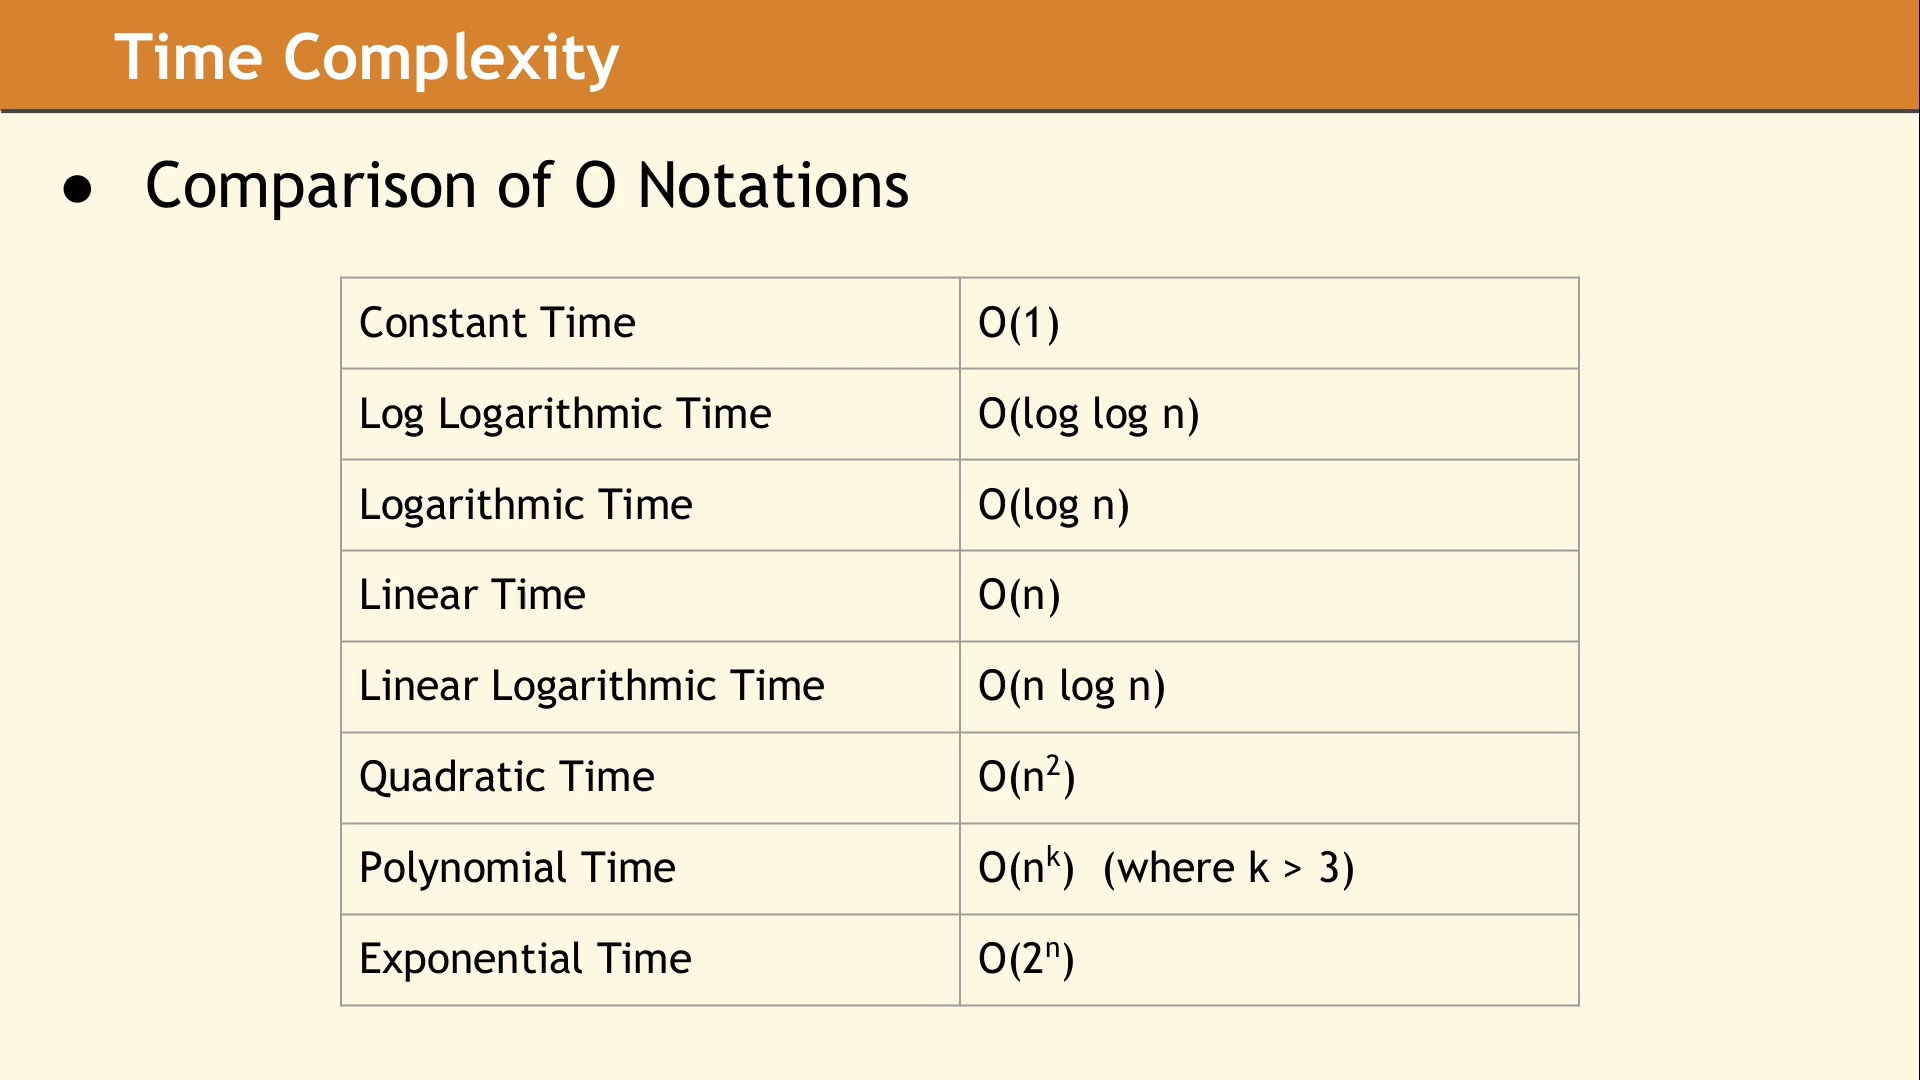 Time Complexity
● Comparison of O Notations
Constant Time O(1)
Log Logarithmic Time O(log log n)
Logarithmic Time O(log n)
Linear Time O(n)
Linear Logarithmic Time O(n log n)
Quadratic Time O(n²)
Polynomial Time O(nᵏ) (where k > 3)
Exponential Time O(2ⁿ)